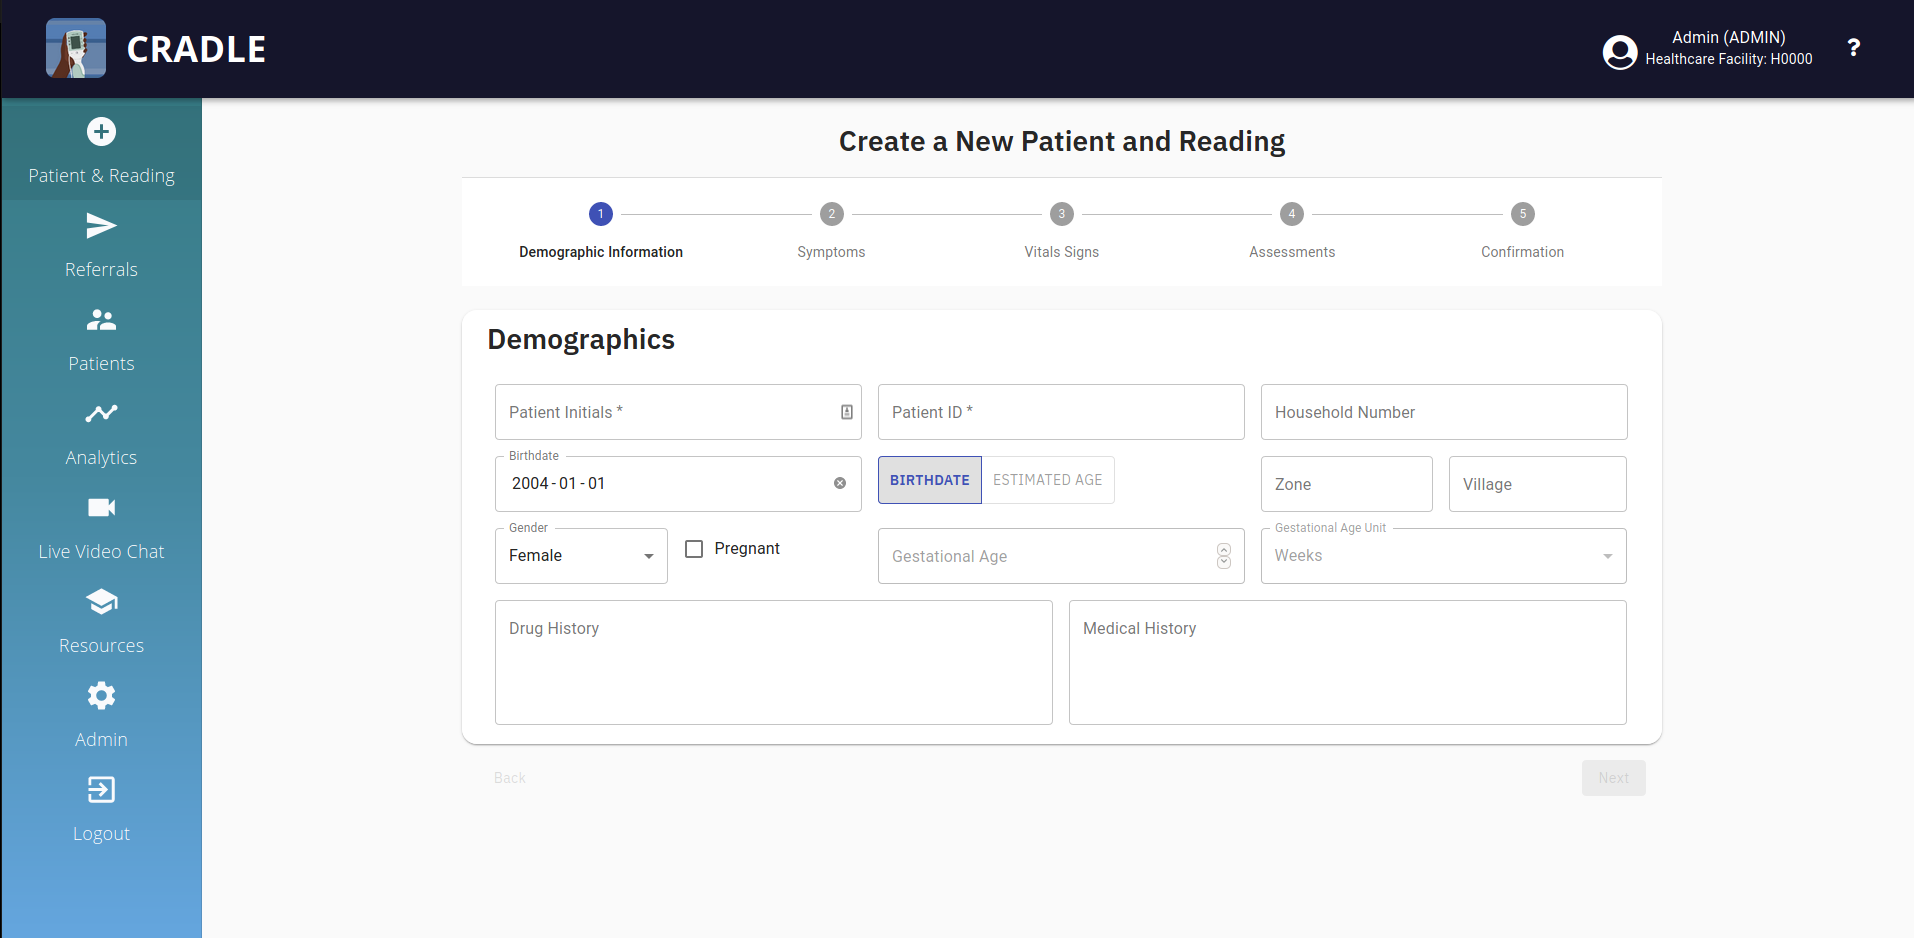 CRADLE
Admin (ADMIN)
Healthcare Facility: H0000
?
Patient & Reading
Referrals
Patients
Analytics
Live Video Chat
Resources
Admin
Logout
Create a New Patient and Reading
1
2
3
4
5
Demographic Information
Symptoms
Vitals Signs
Assessments
Confirmation
Demographics
Patient Initials *
Patient ID *
Household Number
Birthdate
2004-01-01
BIRTHDATE
ESTIMATED AGE
Zone
Village
Gender
Female
Pregnant
Gestational Age
Gestational Age Unit
Weeks
Drug History
Medical History
Back
Next